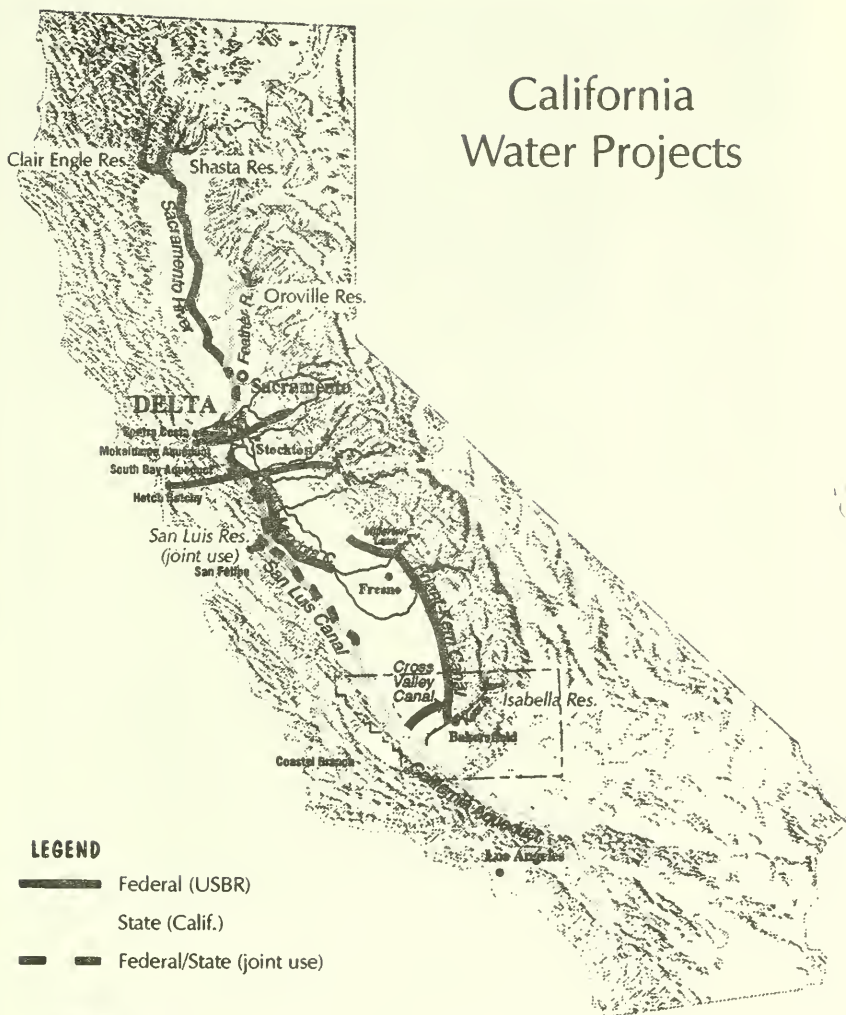 California
Water Projects
Clair Engle Res.
Shasta Res.
Sacramento River
Oroville Res.
Feather R.
Sacramento
DELTA
Contra Costa
Mokelumne Aqueduct
Stockton
South Bay Aqueduct
Hetch Hetchy
San Luis Res.
(joint use)
San Felipe
San Luis Canal
Fresno
Friant-Kern Canal
Cross
Valley
Canal
Isabella Res.
Bakersfield
Coastal Branch
California Aqueduct
Los Angeles
LEGEND
Federal (USBR)
State (Calif.)
Federal/State (joint use)